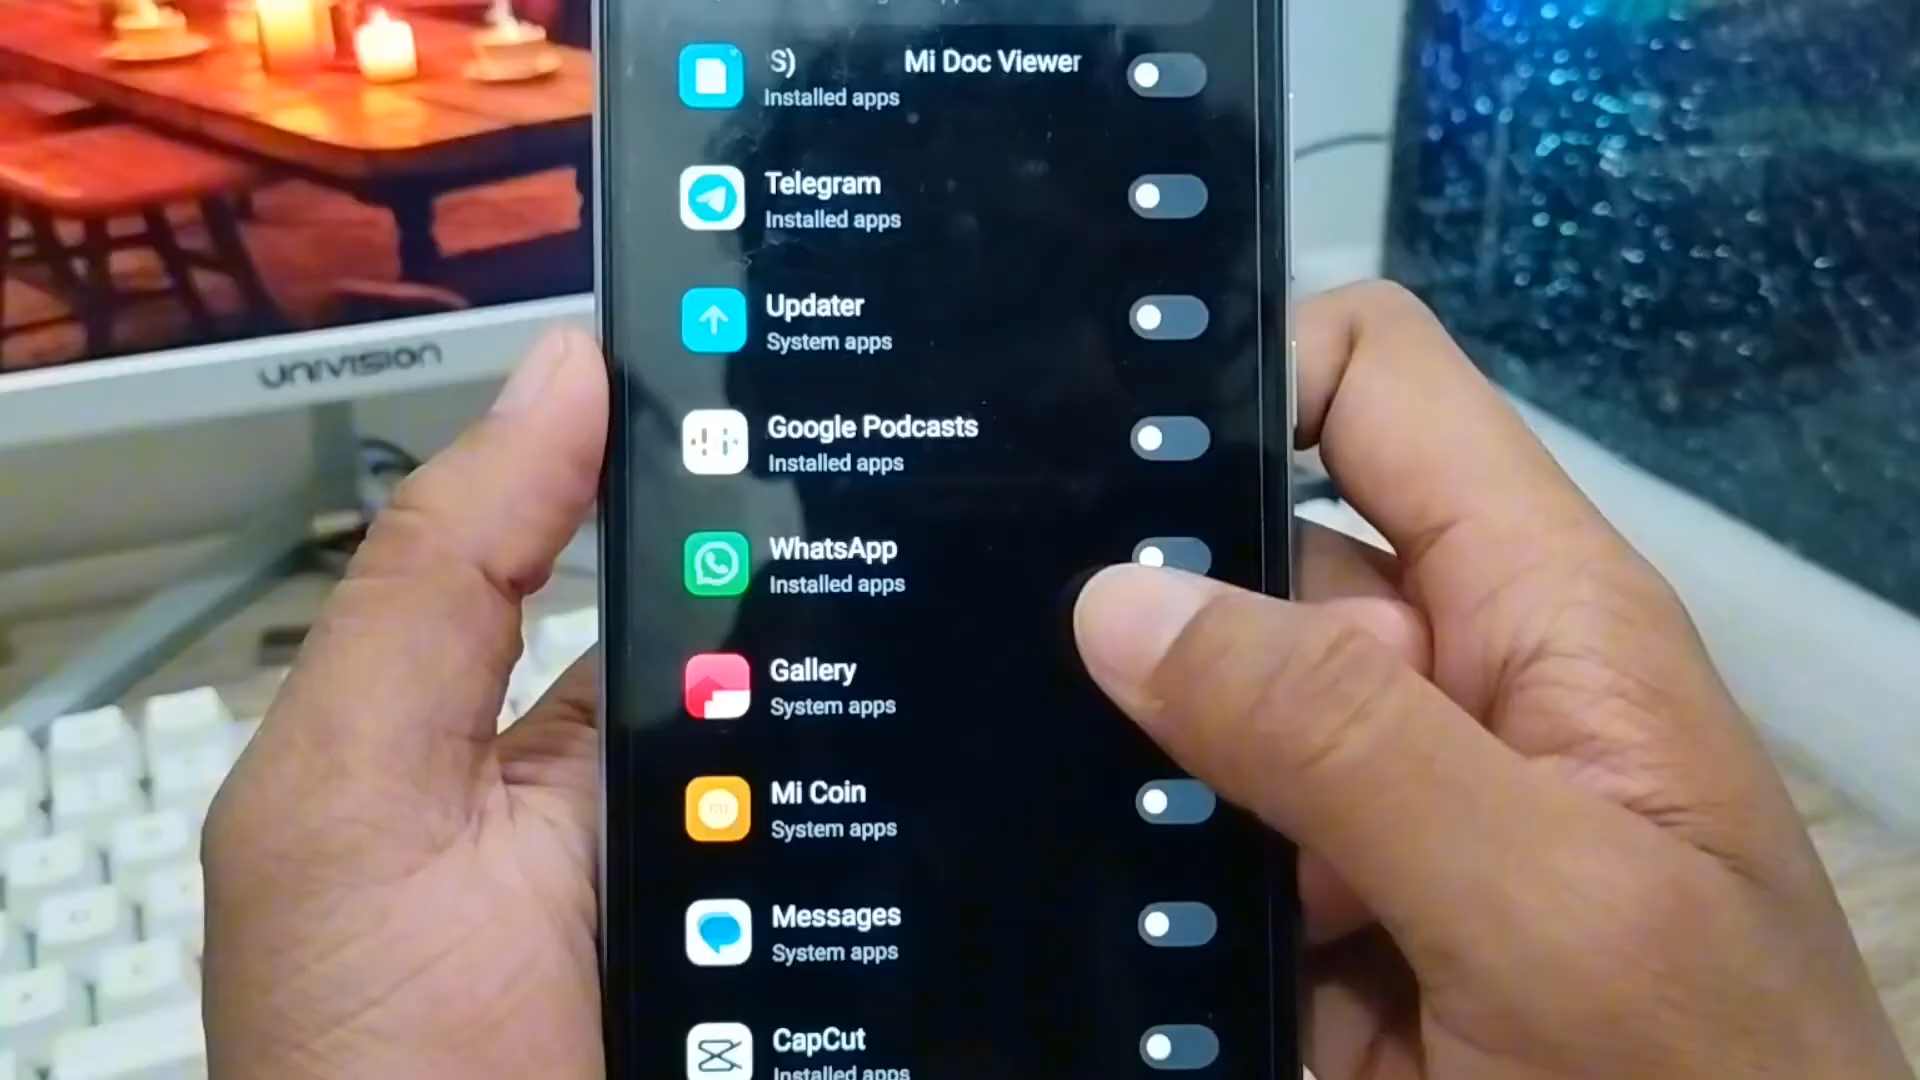 S) Mi Doc Viewer
Installed apps
Telegram
Installed apps
Updater
System apps
Google Podcasts
Installed apps
WhatsApp
Installed apps
Gallery
System apps
Mi Coin
System apps
Messages
System apps
CapCut
Installed apps
UNIVISION